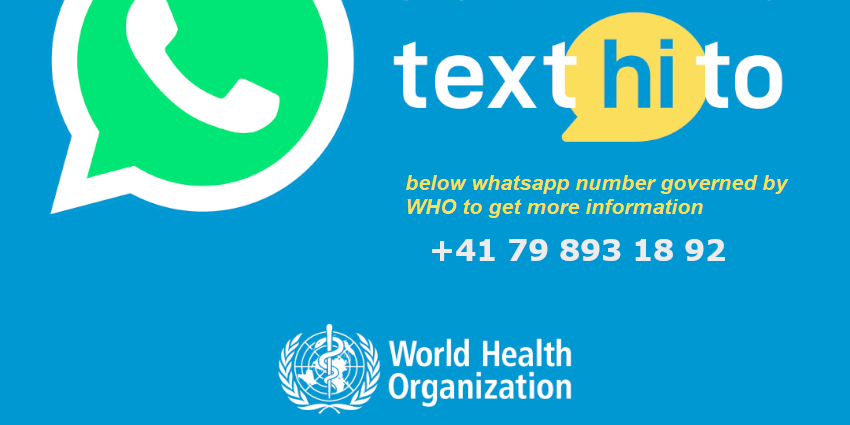 text hi to
below whatsapp number governed by
WHO to get more information
+41 79 893 18 92
World Health
Organization